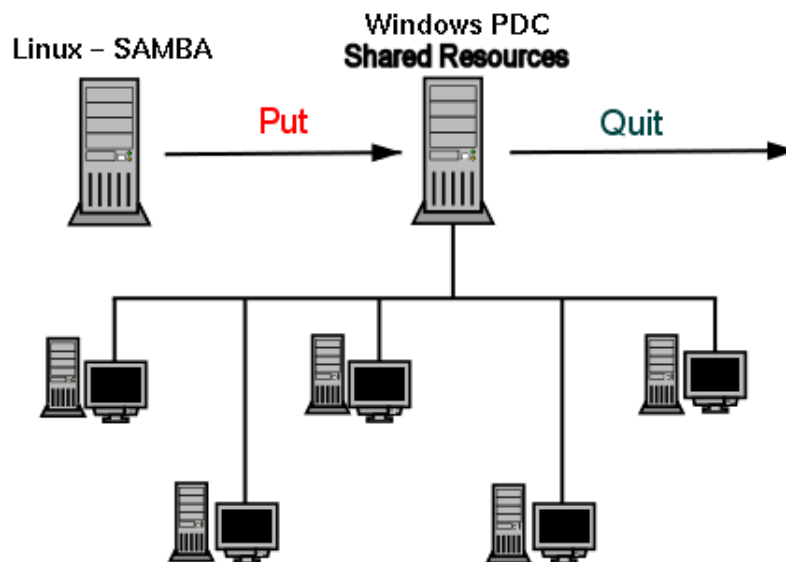 Linux – SAMBA
Windows PDC
Shared Resources
Put
Quit